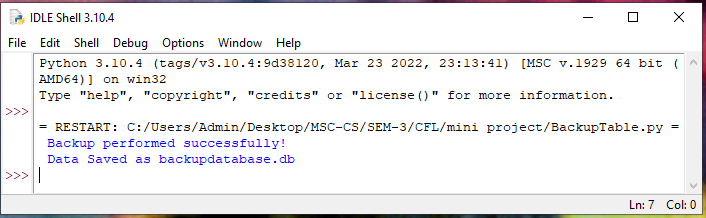 IDLE Shell 3.10.4
File Edit Shell Debug Options Window Help
Python 3.10.4 (tags/v3.10.4:9d38120, Mar 23 2022, 23:13:41) [MSC v.1929 64 bit (
AMD64)] on win32
Type "help", "copyright", "credits" or "license()" for more information.
>>>
= RESTART: C:/Users/Admin/Desktop/MSC-CS/SEM-3/CFL/mini project/BackupTable.py =
Backup performed successfully!
Data Saved as backupdatabase.db
>>>
Ln: 7 Col: 0